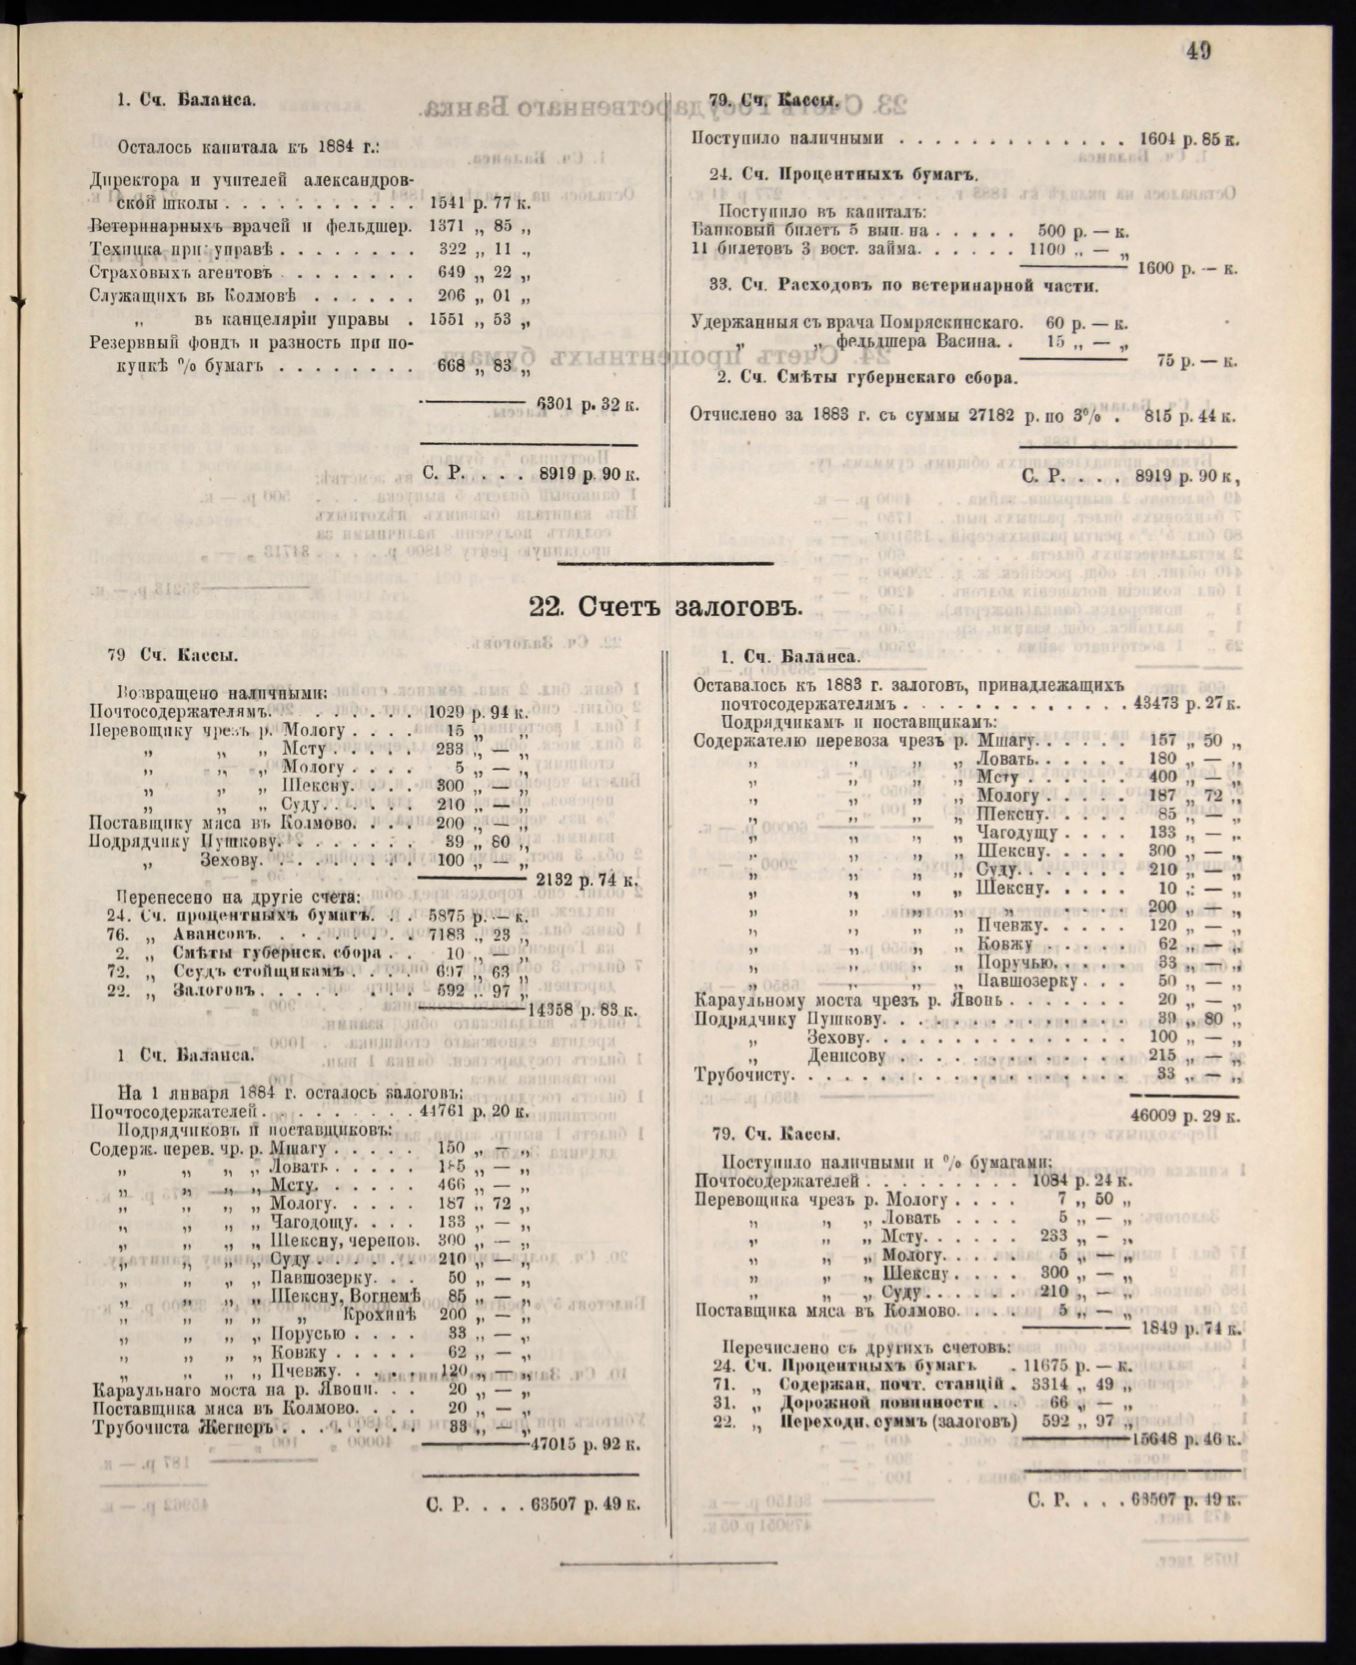 49
1. Сч. Баланса.
Осталось капитала къ 1884 г.:
Директора и учителей александров-
ской школы . . . . . . . . . . . 1541 р. 77 к.
Ветеринарныхъ врачей и фельдшер. 1371 „ 85 „
Техника при управѣ . . . . . . . . 322 „ 11 „
Страховыхъ агентовъ . . . . . . . 649 „ 22 „
Служащихъ въ Колмовѣ . . . . . . 206 „ 01 „
„ въ канцеляріи управы . 1551 „ 53 „
Резервный фондъ и разность при по-
купкѣ % бумагъ . . . . . . . . 668 „ 83 „
6301 р. 32 к.
С. Р. . . . 8919 р. 90 к.
79. Сч. Кассы.
Поступило наличными . . . . . . . . . . . . . 1604 р. 85 к.
24. Сч. Процентныхъ бумагъ.
Поступило въ капиталъ:
Банковый билетъ 5 вып. на . . . . . 500 р. — к.
11 билетовъ 3 вост. займа. . . . . . 1100 „ — „
1600 р. — к.
33. Сч. Расходовъ по ветеринарной части.
Удержанныя съ врача Помряскинскаго. 60 р. — к.
„ „ фельдшера Васина. . 15 „ — „
75 р. — к.
2. Сч. Смѣты губернскаго сбора.
Отчислено за 1883 г. съ суммы 27182 р. по 3% . 815 р. 44 к.
С. Р. . . . 8919 р. 90 к,
22. Счетъ залоговъ.
79 Сч. Кассы.
Возвращено наличными:
Почтосодержателямъ. . . . . . . . 1029 р. 94 к.
Перевощику чрезъ р. Мологу . . . . 15 „ „
„ „ „ Мсту . . . . . 233 „ — „
„ „ „ Мологу . . . . 5 „ — „
„ „ „ Шексну. . . . 300 „ — „
„ „ „ Суду. . . . . . 210 „ — „
Поставщику мяса въ Колмово. . . . 200 „ — „
Подрядчику Пушкову. . . . . . . . 39 „ 80 „
„ Зехову. . . . . . . . . 100 „ — „
2132 р. 74 к.
Перенесено на другіе счета:
24. Сч. процентныхъ бумагъ. . . 5875 р. — к.
76. „ Авансовъ. . . . . . . . . 7183 „ 23 „
2. „ Смѣты губернск. сбора . . 10 „ — „
72. „ Ссудъ стойщикамъ . . . . 697 „ 63 „
22. „ Залоговъ . . . . . . . . 592 „ 97 „
14358 р. 83 к.
1 Сч. Баланса.
На 1 января 1884 г. осталось залоговъ:
Почтосодержателей . . . . . . . . . 44761 р. 20 к.
Подрядчиковъ и поставщиковъ:
Содерж. перев. чр. р. Мшагу . . . . . 150 „ — „
„ „ „ „ Ловать . . . . . 185 „ — „
„ „ „ „ Мсту. . . . . . 466 „ — „
„ „ „ „ Мологу. . . . . 187 „ 72 „
„ „ „ „ Чагодощу. . . . 133 „ — „
„ „ „ „ Шексну, черепов. 300 „ — „
„ „ „ „ Суду . . . . . . 210 „ — „
„ „ „ „ Павшозерку. . . 50 „ — „
„ „ „ „ Шексну, Вогнемѣ 85 „ — „
„ „ „ „ „ Крохинѣ 200 „ — „
„ „ „ „ Порусью . . . . 33 „ — „
„ „ „ „ Ковжу . . . . . 62 „ — „
„ „ „ „ Пчевжу. . . . . 120 „ — „
Караульнаго моста на р. Явони. . . 20 „ — „
Поставщика мяса въ Колмово. . . . 20 „ — „
Трубочиста Жегнеръ . . . . . . . . 33 „ — „
47015 р. 92 к.
С. Р. . . . 63507 р. 49 к.
1. Сч. Баланса.
Оставалось къ 1883 г. залоговъ, принадлежащихъ
почтосодержателямъ . . . . . . . . . . . . . 43473 р. 27 к.
Подрядчикамъ и поставщикамъ:
Содержателю перевоза чрезъ р. Мшагу. . . . . . 157 „ 50 „
„ „ „ „ Ловать. . . . . . 180 „ — „
„ „ „ „ Мсту . . . . . . 400 „ — „
„ „ „ „ Мологу . . . . . 187 „ 72 „
„ „ „ „ Шексну. . . . . 85 „ — „
„ „ „ „ Чагодущу . . . . 133 „ — „
„ „ „ „ Шексну. . . . . 300 „ — „
„ „ „ „ Суду. . . . . . . 210 „ — „
„ „ „ „ Шексну. . . . . 10 „ — „
„ „ „ „ „ . . . . 200 „ — „
„ „ „ „ Пчевжу. . . . . 120 „ — „
„ „ „ „ Ковжу . . . . . 62 „ — „
„ „ „ „ Поручью. . . . . 33 „ — „
„ „ „ „ Павшозерку . . . 50 „ — „
Караульному моста чрезъ р. Явонь . . . . . . . 20 „ — „
Подрядчику Пушкову. . . . . . . . . . . . . . 39 „ 80 „
„ Зехову. . . . . . . . . . . . . . . 100 „ — „
„ Денисову . . . . . . . . . . . . . 215 „ — „
Трубочисту. . . . . . . . . . . . . . . . . . . 33 „ — „
46009 р. 29 к.
79. Сч. Кассы.
Поступило наличными и % бумагами:
Почтосодержателей . . . . . . . . . 1084 р. 24 к.
Перевощика чрезъ р. Мологу . . . . 7 „ 50 „
„ „ „ Ловать . . . . 5 „ — „
„ „ „ Мсту. . . . . . 233 „ — „
„ „ „ Мологу. . . . . 5 „ — „
„ „ „ Шексну . . . . 300 „ — „
„ „ „ Суду . . . . . . 210 „ — „
Поставщика мяса въ Колмово. . . . 5 „ — „
1849 р. 74 к.
Перечислено съ другихъ счетовъ:
24. Сч. Процентныхъ бумагъ . 11675 р. — к.
71. „ Содержан. почт. станцій . 3314 „ 49 „
31. „ Дорожной повинности . . 66 „ — „
22. „ Переходн. суммъ (залоговъ) 592 „ 97 „
15648 р. 46 к.
С. Р. . . . 63507 р. 49 к.